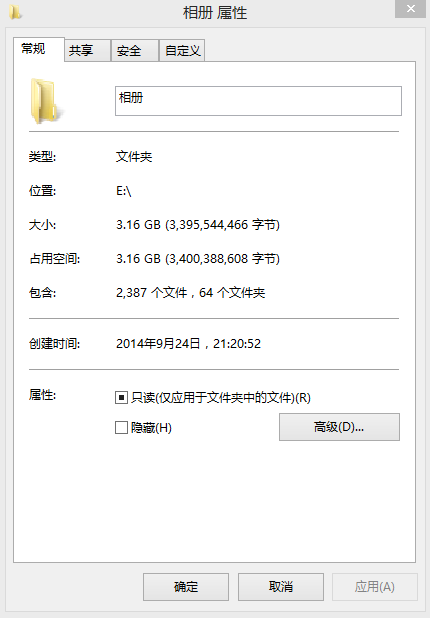 相册 属性
常规 共享 安全 自定义
相册
类型: 文件夹
位置: E:\
大小: 3.16 GB (3,395,544,466 字节)
占用空间: 3.16 GB (3,400,388,608 字节)
包含: 2,387 个文件，64 个文件夹
创建时间: 2014年9月24日，21:20:52
属性: 只读(仅应用于文件夹中的文件)(R)
隐藏(H) 高级(D)...
确定 取消 应用(A)